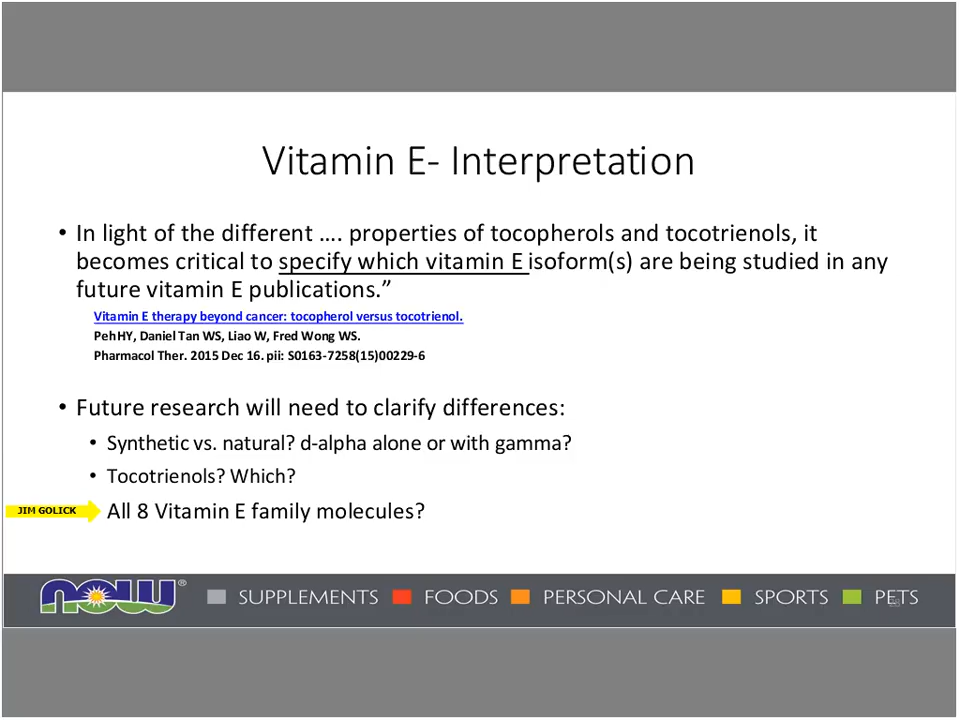 Vitamin E- Interpretation
• In light of the different .... properties of tocopherols and tocotrienols, it
becomes critical to specify which vitamin E isoform(s) are being studied in any
future vitamin E publications.”
Vitamin E therapy beyond cancer: tocopherol versus tocotrienol.
Peh HY, Daniel Tan WS, Liao W, Fred Wong WS.
Pharmacol Ther. 2015 Dec 16. pii: S0163-7258(15)00229-6
• Future research will need to clarify differences:
• Synthetic vs. natural? d-alpha alone or with gamma?
• Tocotrienols? Which?
JIM GOLICK All 8 Vitamin E family molecules?
now® SUPPLEMENTS FOODS PERSONAL CARE SPORTS PETS